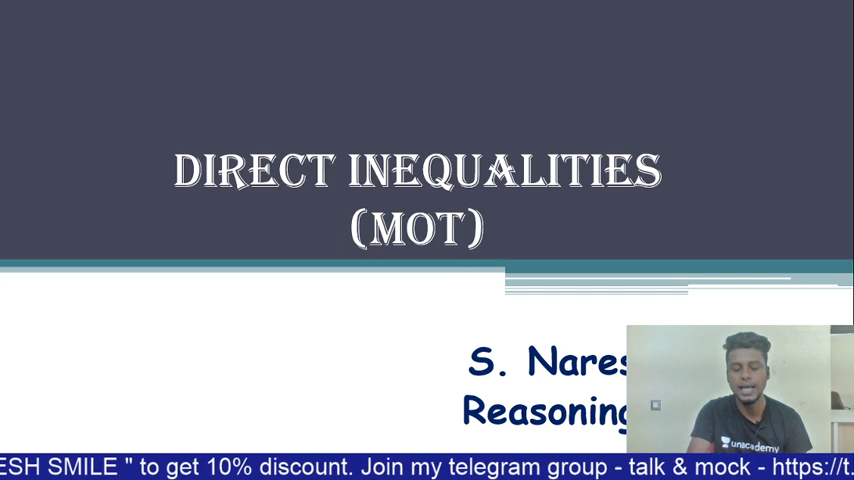 DIRECT INEQUALITIES
(MOT)
S. Nares
Reasoning
unacademy
ESH SMILE " to get 10% discount. Join my telegram group - talk & mock - https://t.